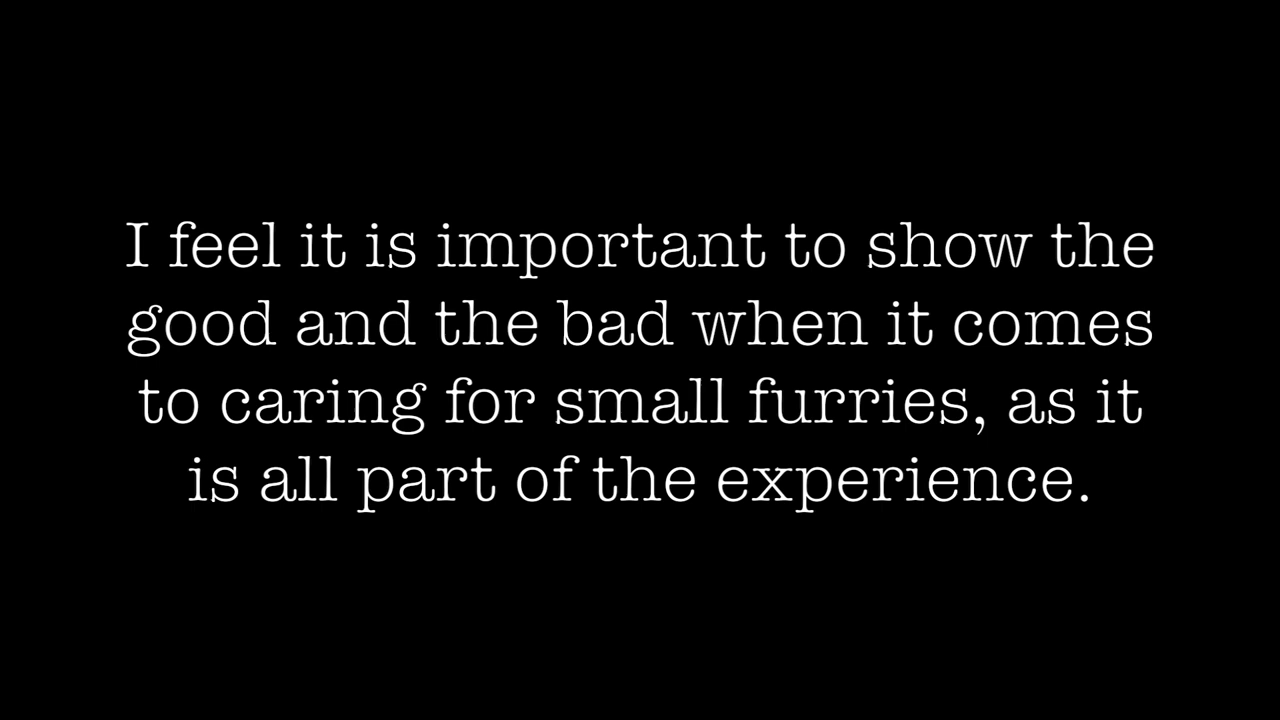 I feel it is important to show the
good and the bad when it comes
to caring for small furries, as it
is all part of the experience.